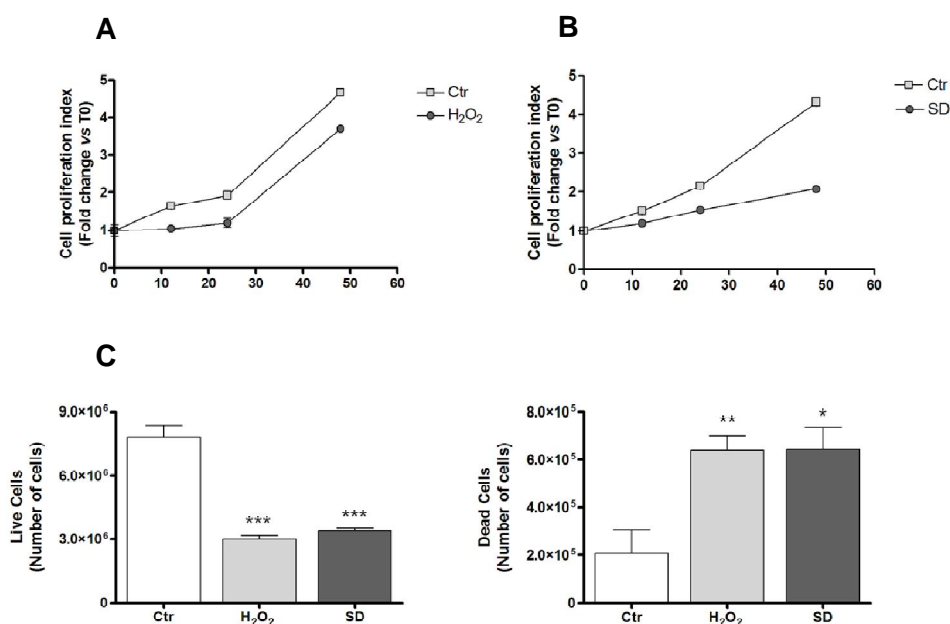 A
Cell proliferation index
(Fold change vs T0)
5
4
3
2
1
0
0 10 20 30 40 50 60
Ctr
H₂O₂
B
Cell proliferation index
(Fold change vs T0)
5
4
3
2
1
0
0 10 20 30 40 50 60
Ctr
SD
C
Live Cells
(Number of cells)
9.0×10⁶
6.0×10⁶
3.0×10⁶
0
*** ***
Ctr H₂O₂ SD
Dead Cells
(Number of cells)
8.0×10⁵
6.0×10⁵
4.0×10⁵
2.0×10⁵
0
** *
Ctr H₂O₂ SD